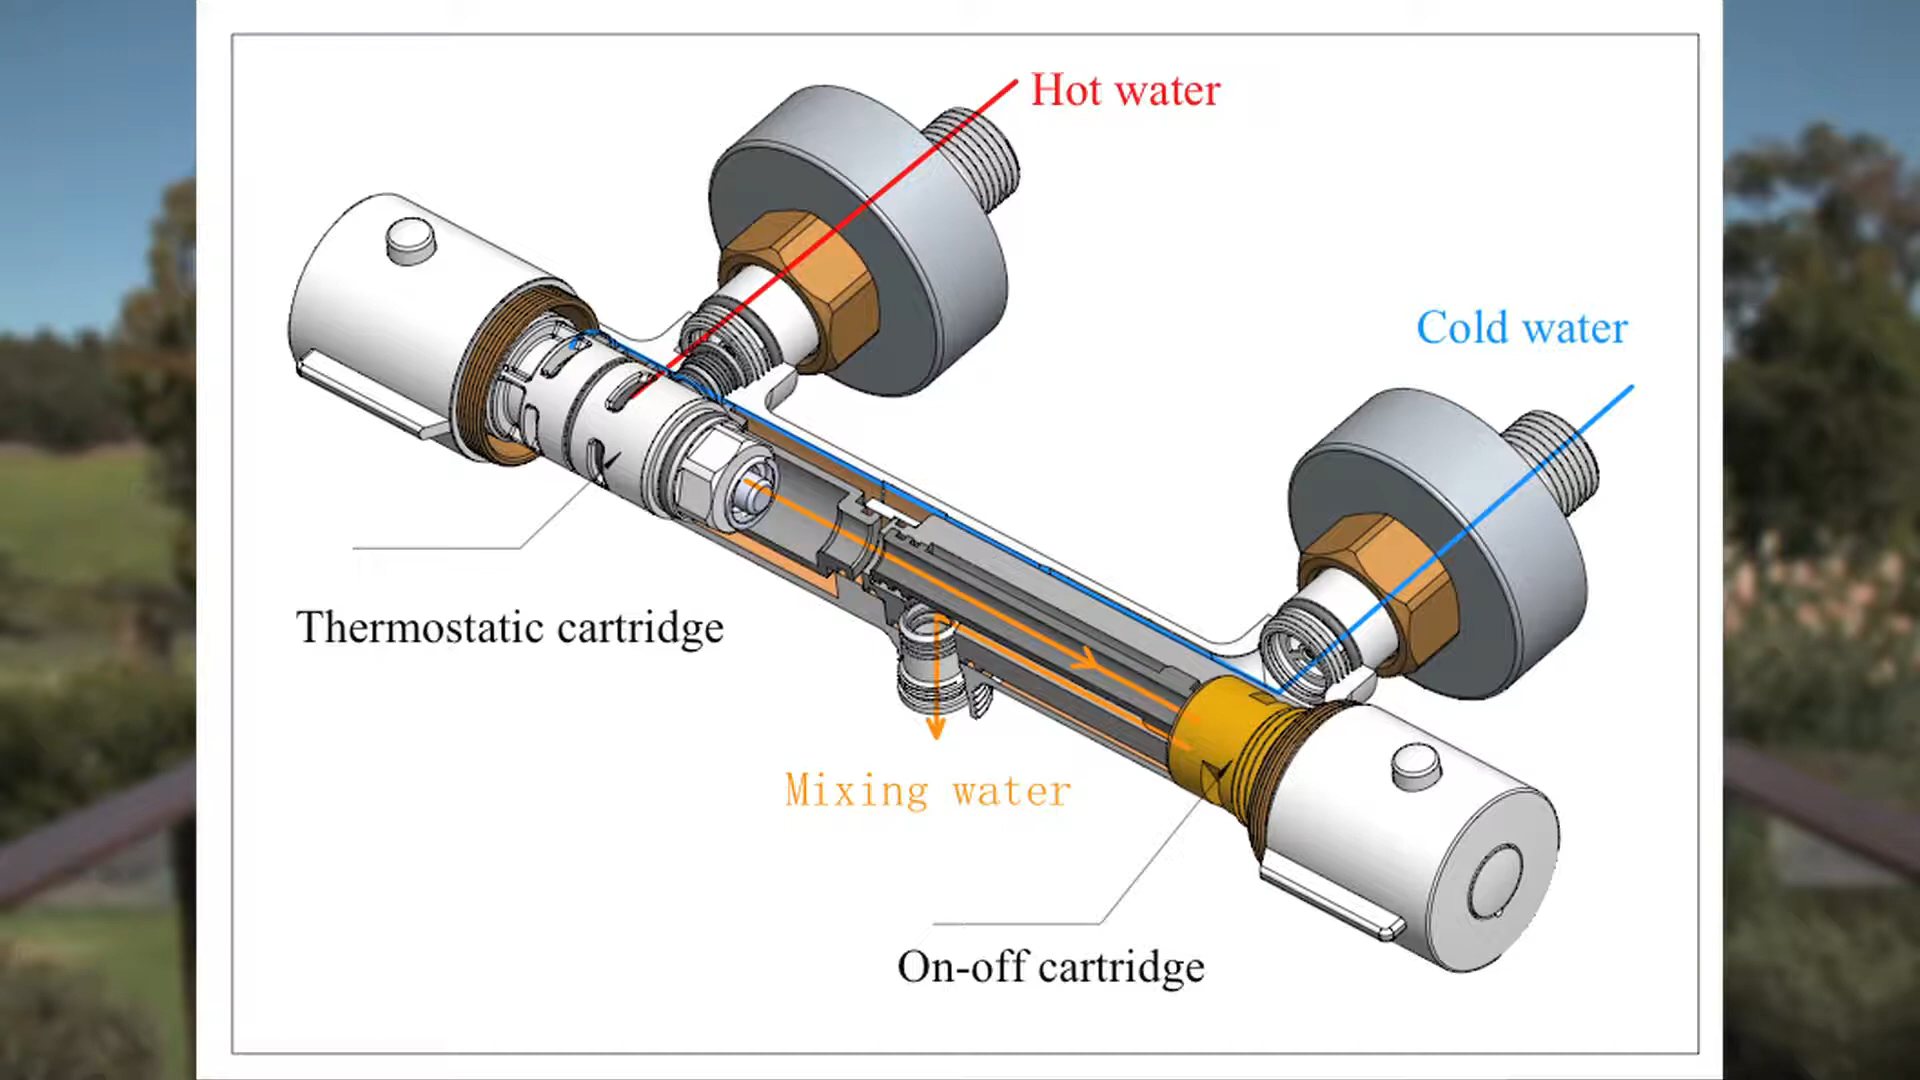 Hot water
Cold water
Thermostatic cartridge
Mixing water
On-off cartridge